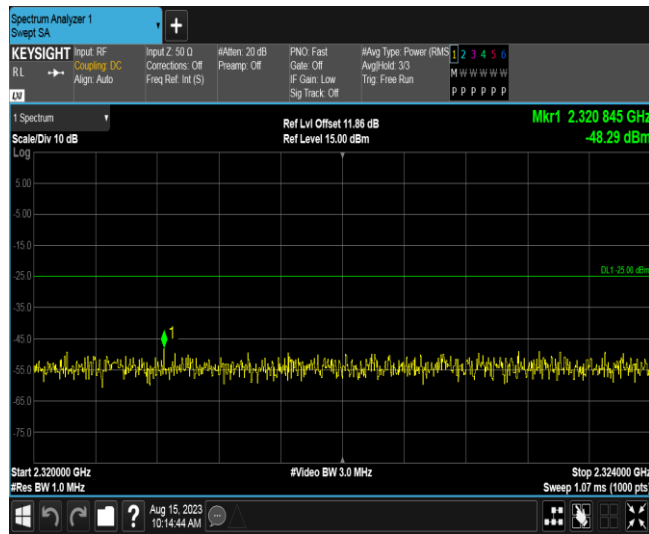 Spectrum Analyzer 1
Swept SA
+
KEYSIGHT
RL
LXI
Input: RF
Coupling: DC
Align: Auto
Input Z: 50 Ω
Corrections: Off
Freq Ref: Int (S)
#Atten: 20 dB
Preamp: Off
PNO: Fast
Gate: Off
IF Gain: Low
Sig Track: Off
#Avg Type: Power (RMS
Avg|Hold: 3/3
Trig: Free Run
1 2 3 4 5 6
M W W W W W
P P P P P P
1 Spectrum
Scale/Div 10 dB
Ref Lvl Offset 11.86 dB
Ref Level 15.00 dBm
Mkr1 2.320 845 GHz
-48.29 dBm
Log
5.00
-5.00
-15.0
-25.0
DL1 -25.00 dBm
-35.0
1
-45.0
-55.0
-65.0
-75.0
Start 2.320000 GHz
#Video BW 3.0 MHz
Stop 2.324000 GHz
#Res BW 1.0 MHz
Sweep 1.07 ms (1000 pts
?
Aug 15, 2023
10:14:44 AM